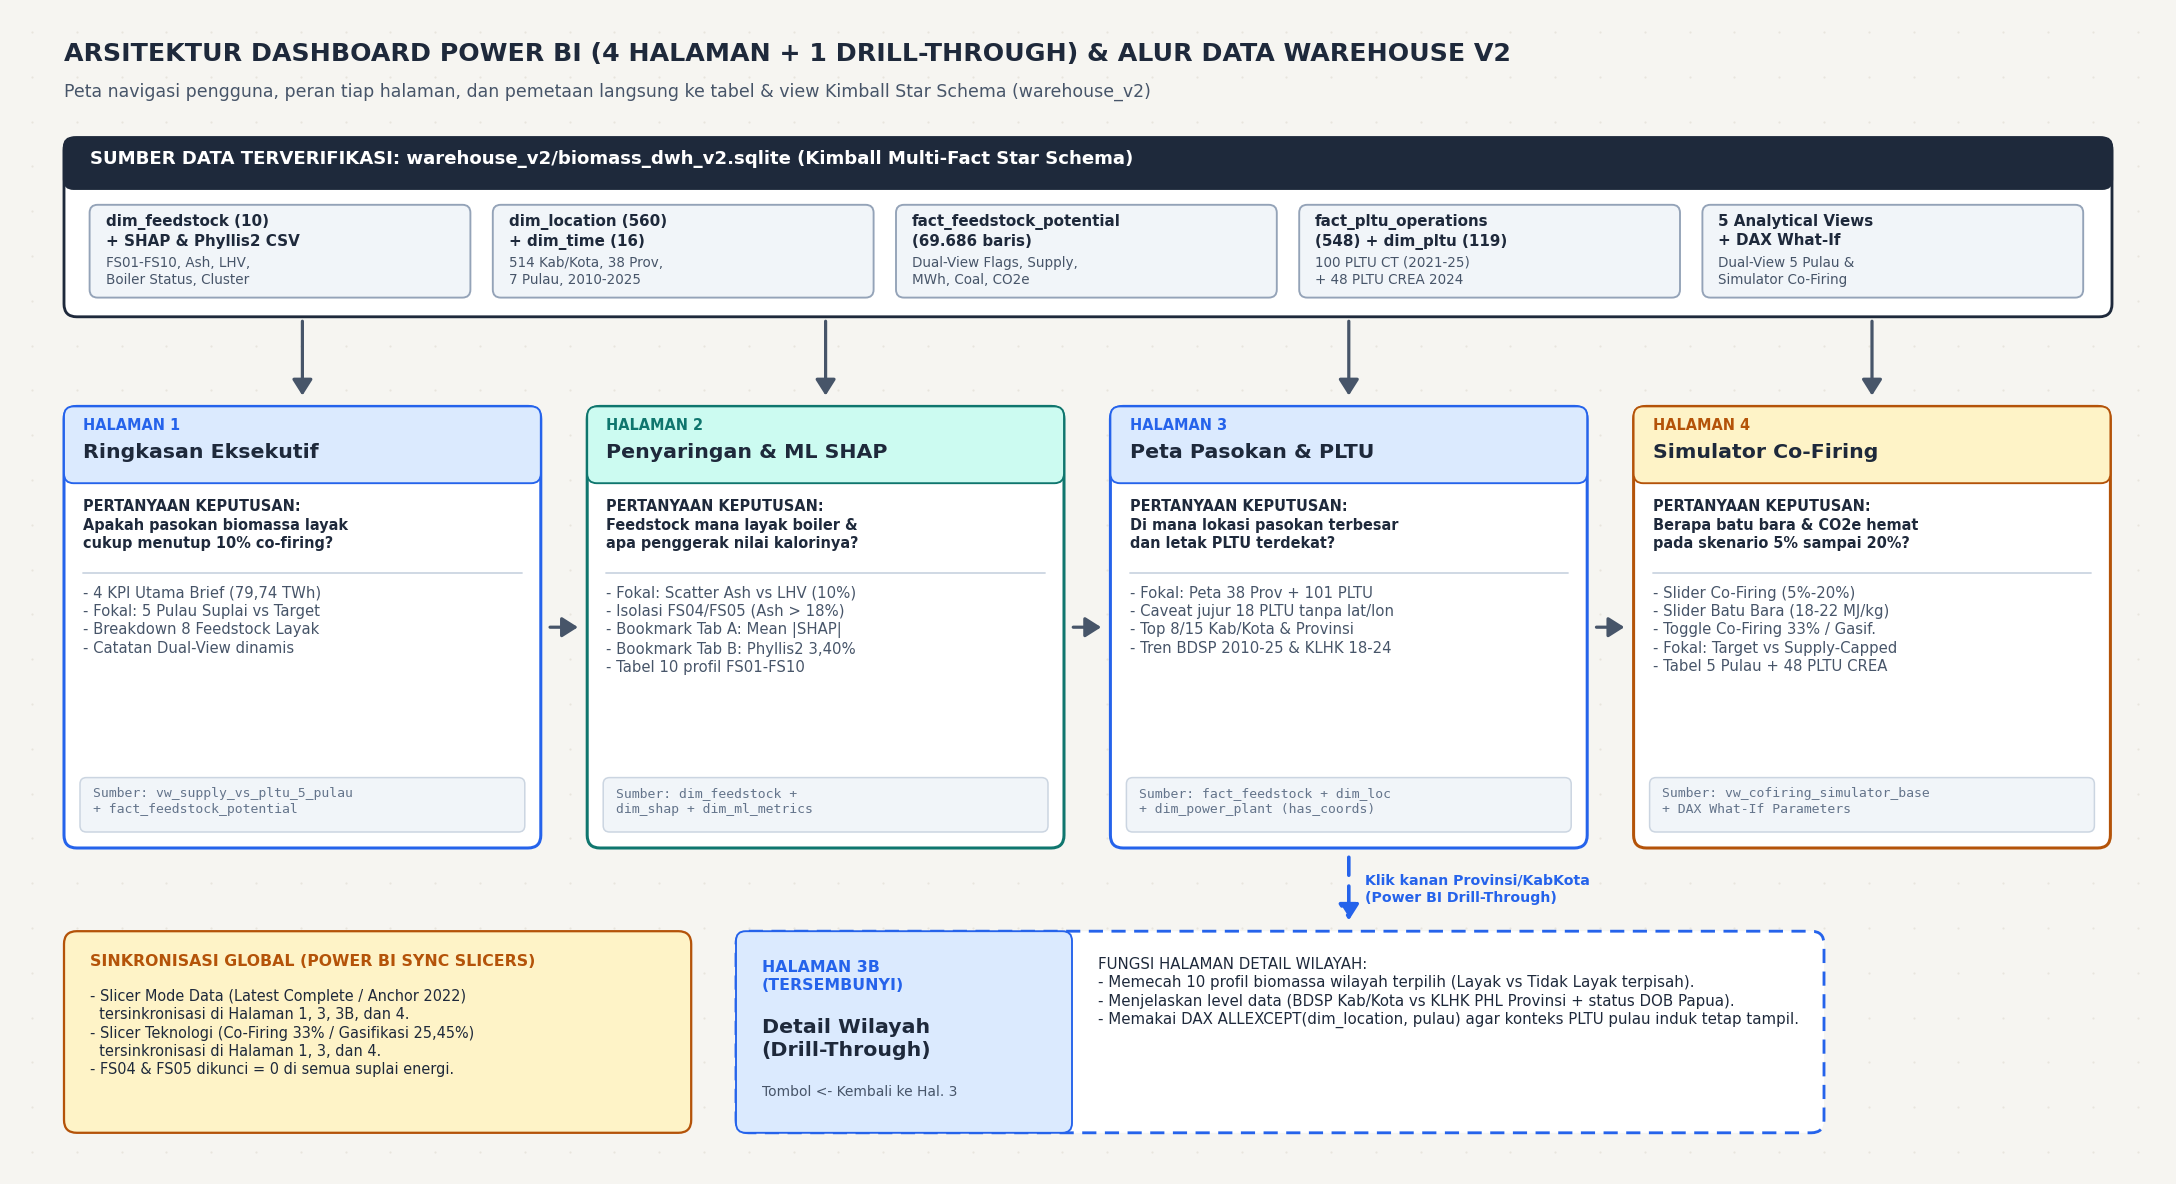 ARSITEKTUR DASHBOARD POWER BI (4 HALAMAN + 1 DRILL-THROUGH) & ALUR DATA WAREHOUSE V2
Peta navigasi pengguna, peran tiap halaman, dan pemetaan langsung ke tabel & view Kimball Star Schema (warehouse_v2)
SUMBER DATA TERVERIFIKASI: warehouse_v2/biomass_dwh_v2.sqlite (Kimball Multi-Fact Star Schema)
dim_feedstock (10)
+ SHAP & Phyllis2 CSV
FS01-FS10, Ash, LHV,
Boiler Status, Cluster
dim_location (560)
+ dim_time (16)
514 Kab/Kota, 38 Prov,
7 Pulau, 2010-2025
fact_feedstock_potential
(69.686 baris)
Dual-View Flags, Supply,
MWh, Coal, CO2e
fact_pltu_operations
(548) + dim_pltu (119)
100 PLTU CT (2021-25)
+ 48 PLTU CREA 2024
5 Analytical Views
+ DAX What-If
Dual-View 5 Pulau &
Simulator Co-Firing
HALAMAN 1
Ringkasan Eksekutif
PERTANYAAN KEPUTUSAN:
Apakah pasokan biomassa layak
cukup menutup 10% co-firing?
- 4 KPI Utama Brief (79,74 TWh)
- Fokal: 5 Pulau Suplai vs Target
- Breakdown 8 Feedstock Layak
- Catatan Dual-View dinamis
Sumber: vw_supply_vs_pltu_5_pulau
+ fact_feedstock_potential
HALAMAN 2
Penyaringan & ML SHAP
PERTANYAAN KEPUTUSAN:
Feedstock mana layak boiler &
apa penggerak nilai kalorinya?
- Fokal: Scatter Ash vs LHV (10%)
- Isolasi FS04/FS05 (Ash > 18%)
- Bookmark Tab A: Mean |SHAP|
- Bookmark Tab B: Phyllis2 3,40%
- Tabel 10 profil FS01-FS10
Sumber: dim_feedstock +
dim_shap + dim_ml_metrics
HALAMAN 3
Peta Pasokan & PLTU
PERTANYAAN KEPUTUSAN:
Di mana lokasi pasokan terbesar
dan letak PLTU terdekat?
- Fokal: Peta 38 Prov + 101 PLTU
- Caveat jujur 18 PLTU tanpa lat/lon
- Top 8/15 Kab/Kota & Provinsi
- Tren BDSP 2010-25 & KLHK 18-24
Sumber: fact_feedstock + dim_loc
+ dim_power_plant (has_coords)
HALAMAN 4
Simulator Co-Firing
PERTANYAAN KEPUTUSAN:
Berapa batu bara & CO2e hemat
pada skenario 5% sampai 20%?
- Slider Co-Firing (5%-20%)
- Slider Batu Bara (18-22 MJ/kg)
- Toggle Co-Firing 33% / Gasif.
- Fokal: Target vs Supply-Capped
- Tabel 5 Pulau + 48 PLTU CREA
Sumber: vw_cofiring_simulator_base
+ DAX What-If Parameters
Klik kanan Provinsi/KabKota
(Power BI Drill-Through)
SINKRONISASI GLOBAL (POWER BI SYNC SLICERS)
- Slicer Mode Data (Latest Complete / Anchor 2022)
tersinkronisasi di Halaman 1, 3, 3B, dan 4.
- Slicer Teknologi (Co-Firing 33% / Gasifikasi 25,45%)
tersinkronisasi di Halaman 1, 3, dan 4.
- FS04 & FS05 dikunci = 0 di semua suplai energi.
HALAMAN 3B
(TERSEMBUNYI)
Detail Wilayah
(Drill-Through)
Tombol <- Kembali ke Hal. 3
FUNGSI HALAMAN DETAIL WILAYAH:
- Memecah 10 profil biomassa wilayah terpilih (Layak vs Tidak Layak terpisah).
- Menjelaskan level data (BDSP Kab/Kota vs KLHK PHL Provinsi + status DOB Papua).
- Memakai DAX ALLEXCEPT(dim_location, pulau) agar konteks PLTU pulau induk tetap tampil.